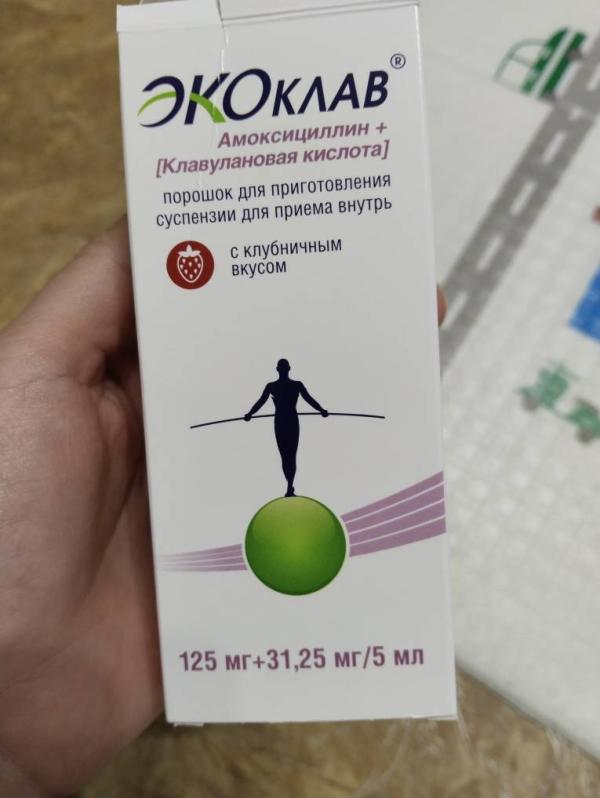 ЭКОКЛАВ®
Амоксициллин +
[Клавулановая кислота]
порошок для приготовления
суспензии для приема внутрь
с клубничным
вкусом
125 мг+31,25 мг/5 мл